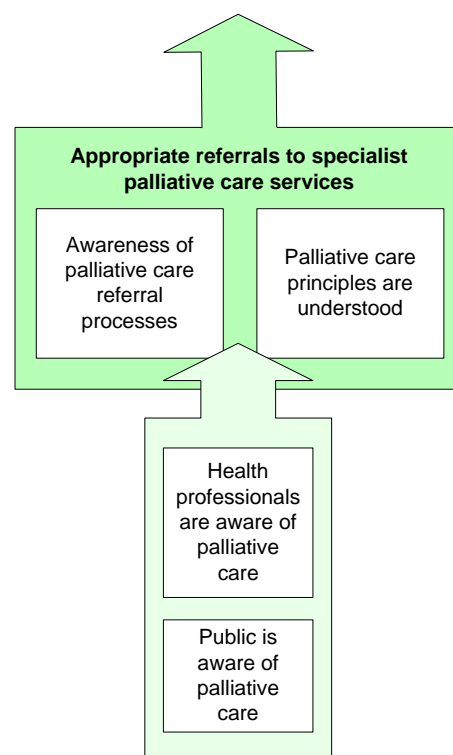 Appropriate referrals to specialist
palliative care services
Awareness of
palliative care
referral
processes
Palliative care
principles are
understood
Health
professionals
are aware of
palliative
care
Public is
aware of
palliative
care